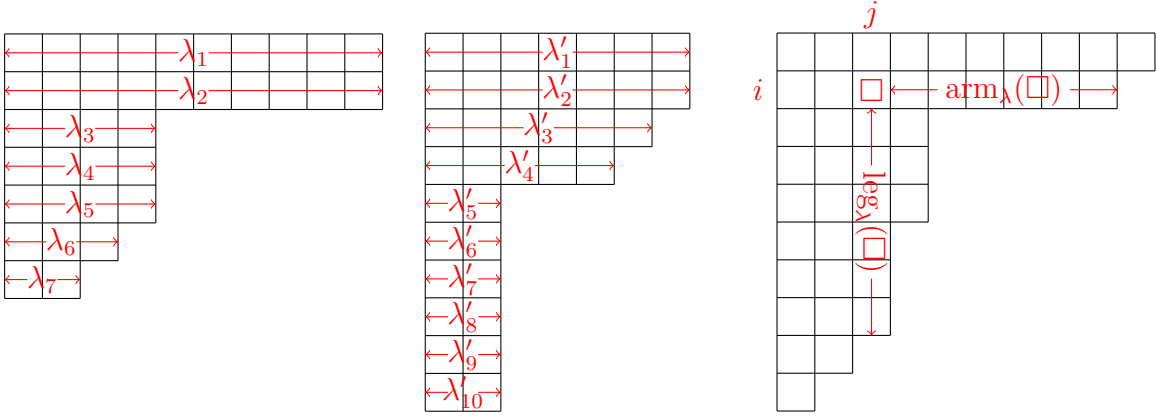 λ₁
λ₂
λ₃
λ₄
λ₅
λ₆
λ₇
λ′₁
λ′₂
λ′₃
λ′₄
λ′₅
λ′₆
λ′₇
λ′₈
λ′₉
λ′₁₀
j
i □ arm_λ(□)
leg_λ(□)